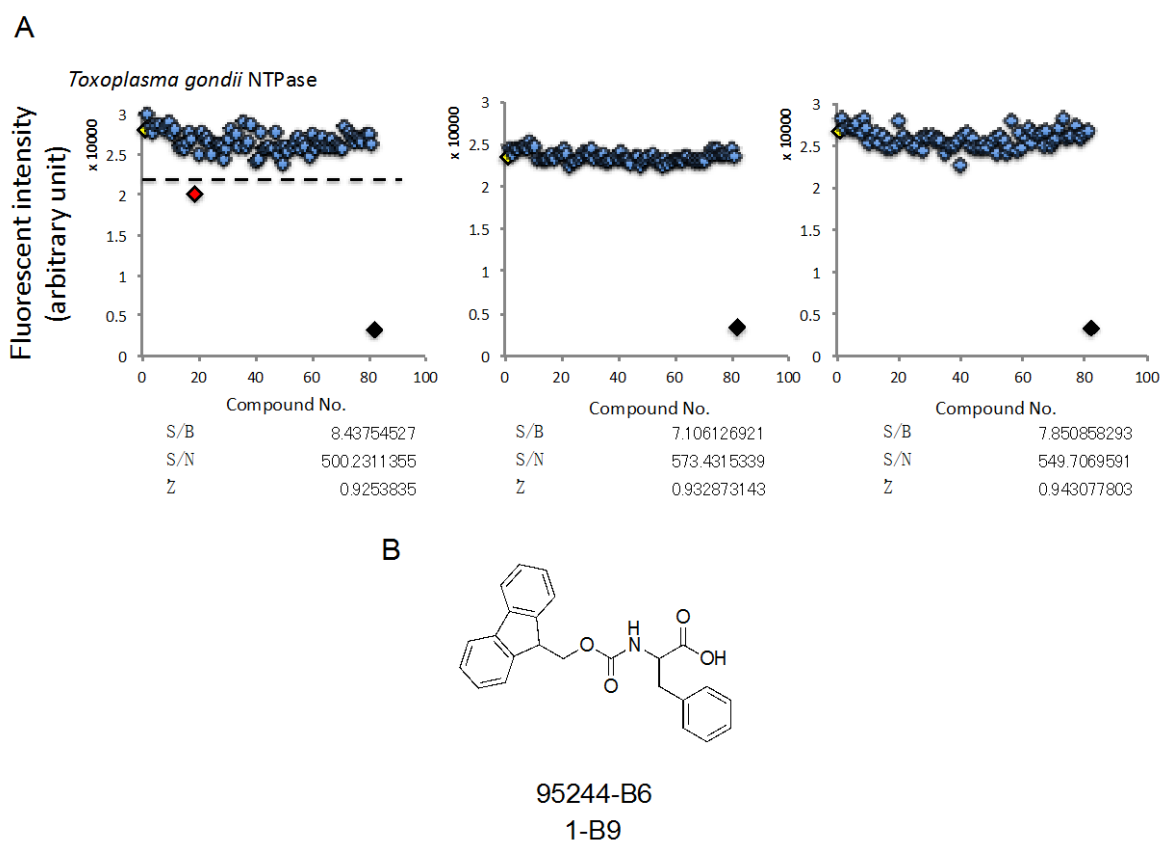 A
Toxoplasma gondii NTPase
Fluorescent intensity
(arbitrary unit)
x 10000
3
2.5
2
1.5
1
0.5
0
0 20 40 60 80 100
Compound No.
S/B 8.43754527
S/N 500.2311355
Z' 0.9253835
x 10000
3
2.5
2
1.5
1
0.5
0
0 20 40 60 80 100
Compound No.
S/B 7.106126921
S/N 573.4315339
Z' 0.932873143
x 10000
3
2.5
2
1.5
1
0.5
0
0 20 40 60 80 100
Compound No.
S/B 7.850858293
S/N 549.7069591
Z' 0.943077803
B
O
H
N
O
O
OH
95244-B6
1-B9